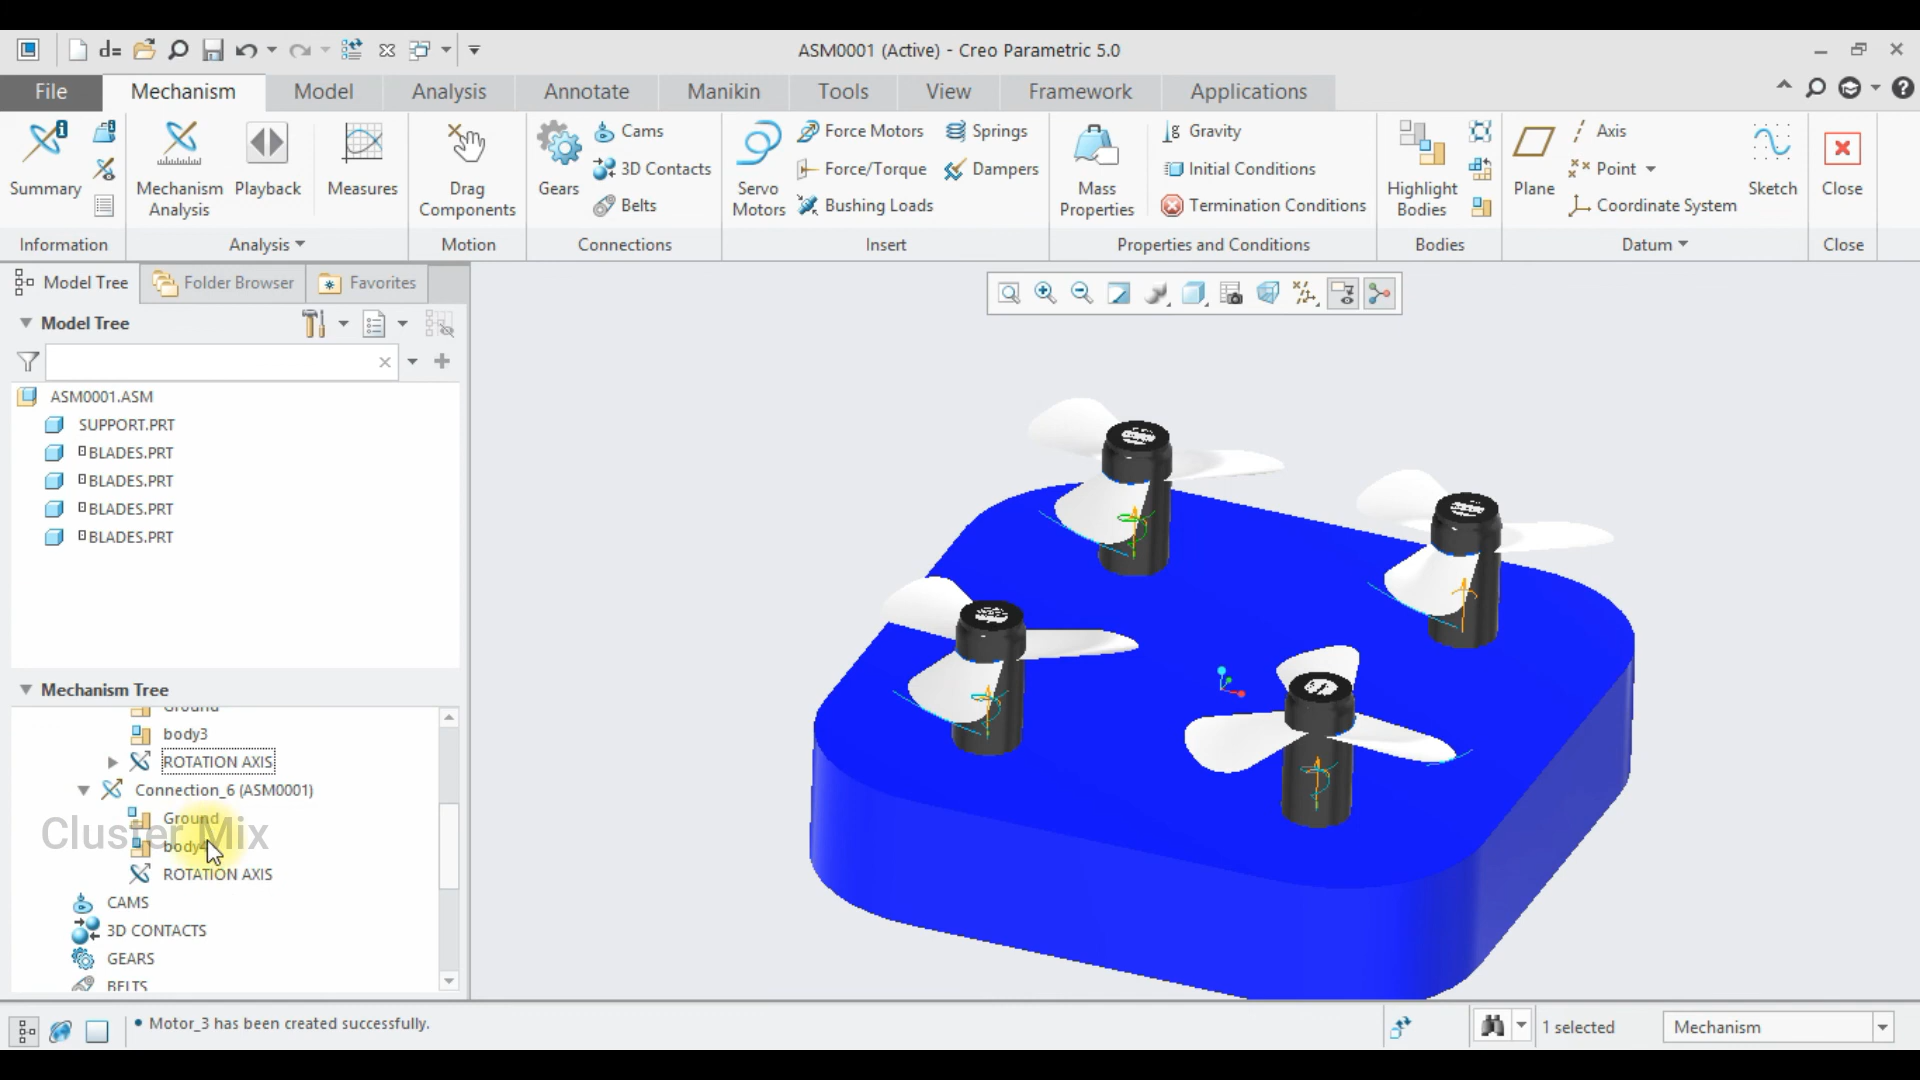 d=
ASM0001 (Active) - Creo Parametric 5.0
File
Mechanism
Model
Analysis
Annotate
Manikin
Tools
View
Framework
Applications
Summary
Mechanism
Analysis
Playback
Measures
Drag
Components
Gears
Cams
3D Contacts
Belts
Servo
Motors
Force Motors
Force/Torque
Bushing Loads
Springs
Dampers
Mass
Properties
Gravity
Initial Conditions
Termination Conditions
Highlight
Bodies
Plane
Axis
Point
Coordinate System
Sketch
Close
Information
Analysis
Motion
Connections
Insert
Properties and Conditions
Bodies
Datum
Close
Model Tree
Folder Browser
Favorites
Model Tree
ASM0001.ASM
SUPPORT.PRT
BLADES.PRT
BLADES.PRT
BLADES.PRT
BLADES.PRT
Mechanism Tree
Ground
body3
ROTATION AXIS
Connection_6 (ASM0001)
Ground
Cluster Mix
ROTATION AXIS
CAMS
3D CONTACTS
GEARS
BELTS
Motor_3 has been created successfully.
1 selected
Mechanism